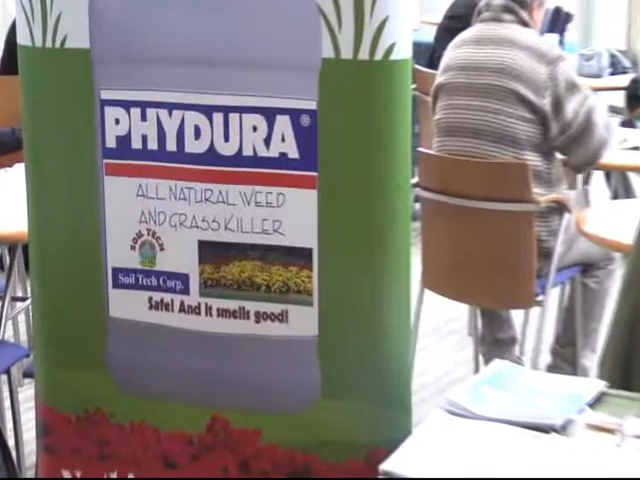 PHYDURA®
ALL NATURAL WEED
AND GRASS KILLER
SOIL TECH
Soil Tech Corp.
Safe! And it smells good!